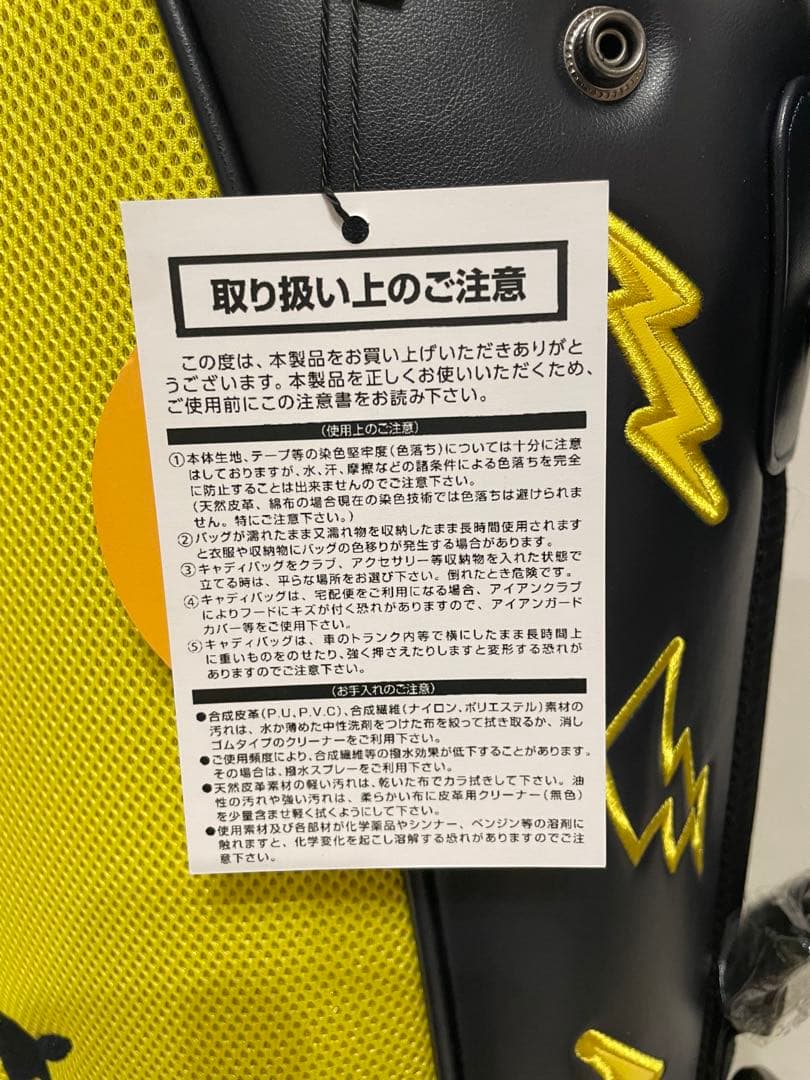 取り扱い上のご注意
この度は、本製品をお買い上げいただきありがと
うございます。本製品を正しくお使いいただくため、
ご使用前にこの注意書をお読み下さい。
(使用上のご注意)
①本体生地、テープ等の染色堅牢度(色落ち)については十分に注意
はしておりますが、水、汗、摩擦などの諸条件による色落ちを完全
に防止することは出来ませんのでご注意下さい。
(天然皮革、綿布の場合現在の染色技術では色落ちは避けられま
せん。特にご注意下さい。)
②バッグが濡れたまま又濡れ物を収納したまま長時間使用されます
と衣服や収納物にバッグの色移りが発生する場合があります。
③キャディバッグをクラブ、アクセサリー等収納物を入れた状態で
立てる時は、平らな場所をお選び下さい。倒れたとき危険です。
④キャディバッグは、宅配便をご利用になる場合、アイアンクラブ
によりフードにキズが付く恐れがありますので、アイアンガード
カバー等をご使用下さい。
⑤キャディバッグは、車のトランク内等で横にしたまま長時間上
に重いものをのせたり、強く押さえたりしますと変形する恐れが
ありますのでご注意下さい。
(お手入れのご注意)
●合成皮革(P.U,P.V.C)、合成繊維(ナイロン、ポリエステル)素材の
汚れは、水か薄めた中性洗剤をつけた布を絞って拭き取るか、消し
ゴムタイプのクリーナーをご利用下さい。
●ご使用頻度により、合成繊維等の撥水効果が低下することがあります。
その場合は、撥水スプレーをご利用下さい。
●天然皮革素材の軽い汚れは、乾いた布でカラ拭きして下さい。油
性の汚れや強い汚れは、柔らかい布に皮革用クリーナー(無色)
を少量含ませ軽く拭くようにして下さい。
●使用素材及び各部材が化学薬品やシンナー、ベンジン等の溶剤に
触れますと、化学変化を起こし溶解する恐れがありますのでご注
意下さい。